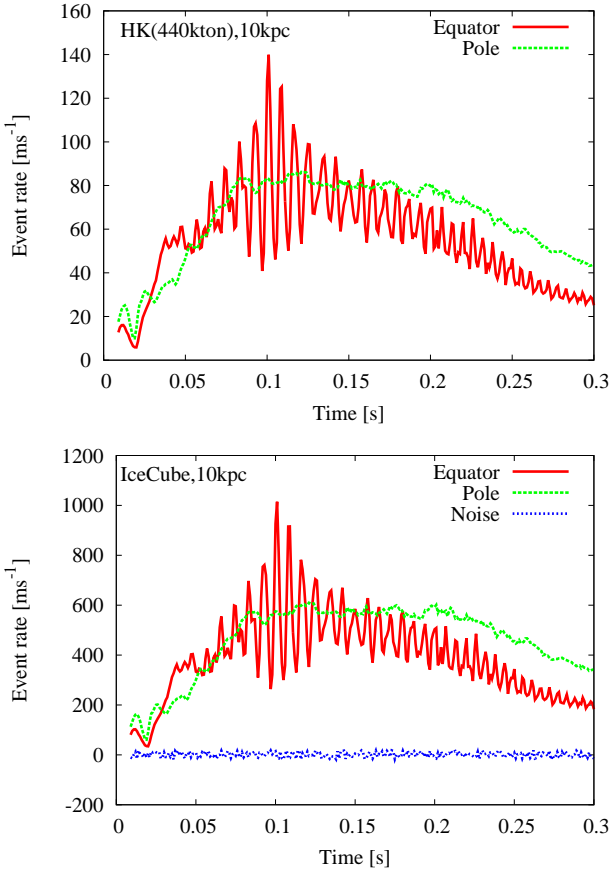 HK(440kton),10kpc
Equator
Pole
Event rate [ms⁻¹]
160
140
120
100
80
60
40
20
0
0 0.05 0.1 0.15 0.2 0.25 0.3
Time [s]
IceCube,10kpc
Equator
Pole
Noise
Event rate [ms⁻¹]
1200
1000
800
600
400
200
0
-200
0 0.05 0.1 0.15 0.2 0.25 0.3
Time [s]